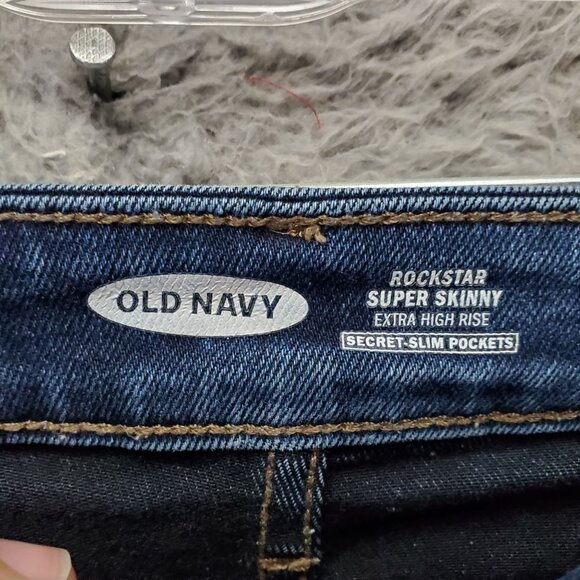 OLD NAVY
ROCKSTAR
SUPER SKINNY
EXTRA HIGH RISE
SECRET-SLIM POCKETS